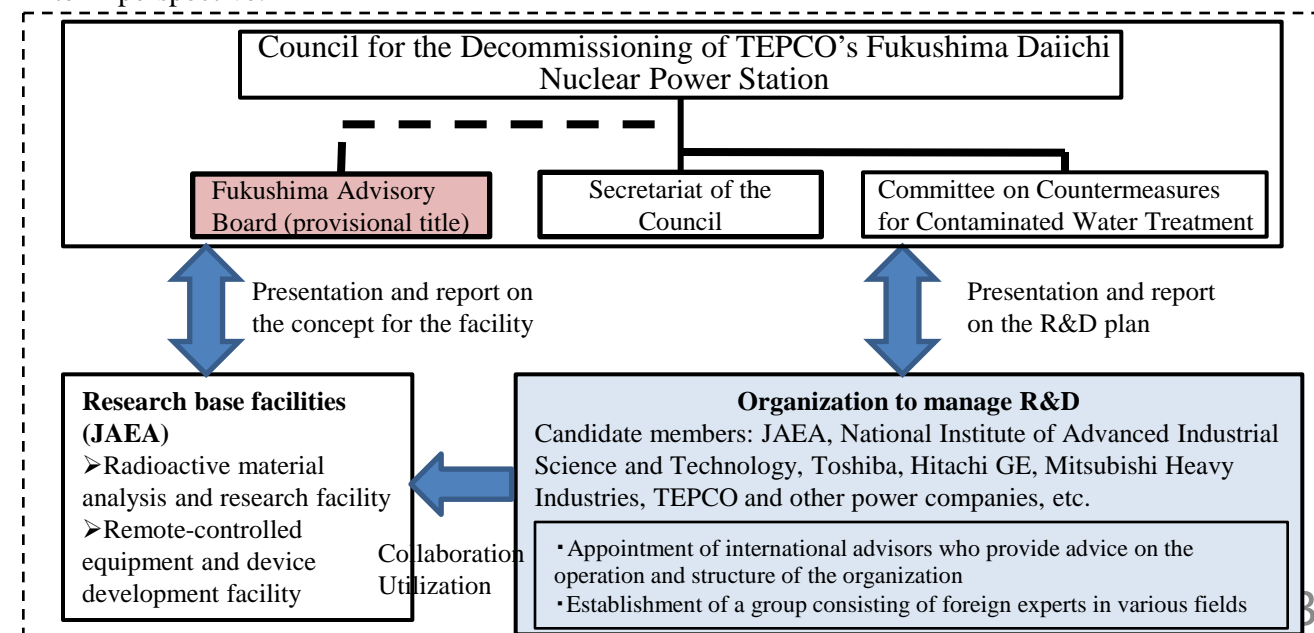 Council for the Decommissioning of TEPCO’s Fukushima Daiichi
Nuclear Power Station
Fukushima Advisory
Board (provisional title)
Secretariat of the
Council
Committee on Countermeasures
for Contaminated Water Treatment
Presentation and report on
the concept for the facility
Presentation and report
on the R&D plan
Research base facilities
(JAEA)
➢Radioactive material
analysis and research facility
➢Remote-controlled
equipment and device
development facility
Collaboration
Utilization
Organization to manage R&D
Candidate members: JAEA, National Institute of Advanced Industrial
Science and Technology, Toshiba, Hitachi GE, Mitsubishi Heavy
Industries, TEPCO and other power companies, etc.
・Appointment of international advisors who provide advice on the
operation and structure of the organization
・Establishment of a group consisting of foreign experts in various fields